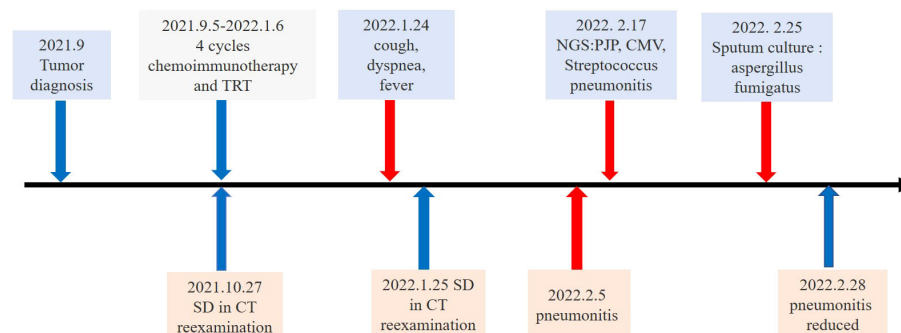 2021.9
Tumor
diagnosis
2021.9.5-2022.1.6
4 cycles
chemoimmunotherapy
and TRT
2022.1.24
cough,
dyspnea,
fever
2022. 2.17
NGS:PJP, CMV,
Streptococcus
pneumonitis
2022. 2.25
Sputum culture :
aspergillus
fumigatus
2021.10.27
SD in CT
reexamination
2022.1.25 SD
in CT
reexamination
2022.2.5
pneumonitis
2022.2.28
pneumonitis
reduced